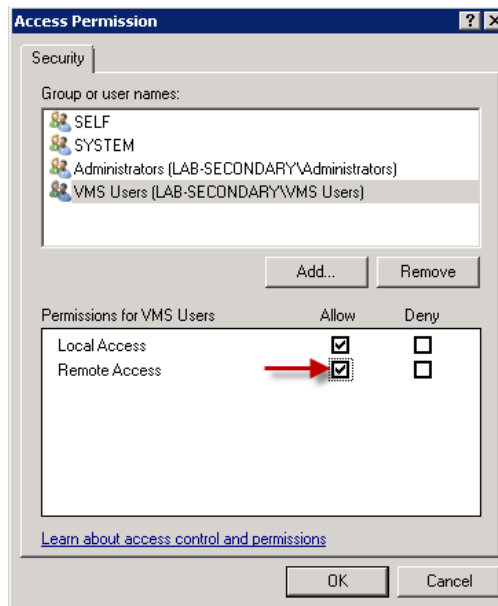 Access Permission
Security
Group or user names:
SELF
SYSTEM
Administrators (LAB-SECONDARY\Administrators)
VMS Users (LAB-SECONDARY\VMS Users)
Add... Remove
Permissions for VMS Users Allow Deny
Local Access
Remote Access
Learn about access control and permissions
OK Cancel